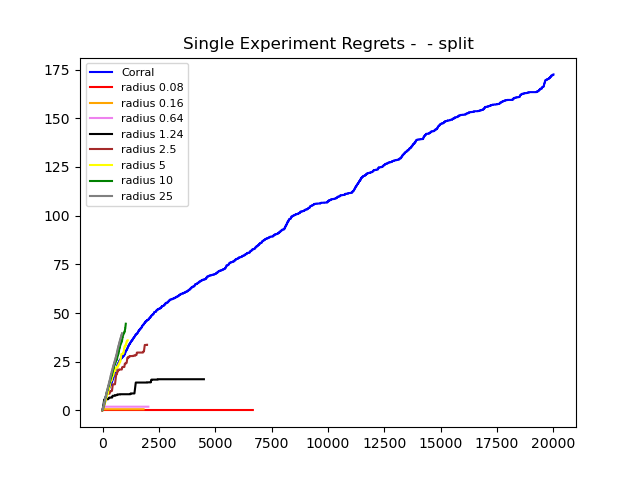 Single Experiment Regrets -  - split
175
150
125
100
75
50
25
0
Corral
radius 0.08
radius 0.16
radius 0.64
radius 1.24
radius 2.5
radius 5
radius 10
radius 25
0 2500 5000 7500 10000 12500 15000 17500 20000